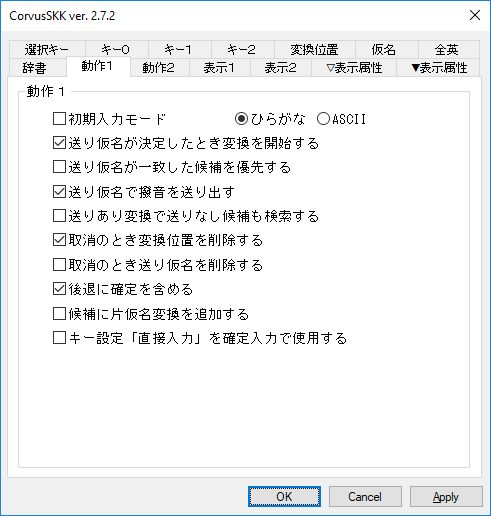 CorvusSKK ver. 2.7.2
選択キー キー0 キー1 キー2 変換位置 仮名 全英
辞書 動作1 動作2 表示1 表示2 ▽表示属性 ▼表示属性
動作1
初期入力モード ひらがな ASCII
送り仮名が決定したとき変換を開始する
送り仮名が一致した候補を優先する
送り仮名で撥音を送り出す
送りあり変換で送りなし候補も検索する
取消のとき変換位置を削除する
取消のとき送り仮名を削除する
後退に確定を含める
候補に片仮名変換を追加する
キー設定「直接入力」を確定入力で使用する
OK Cancel Apply